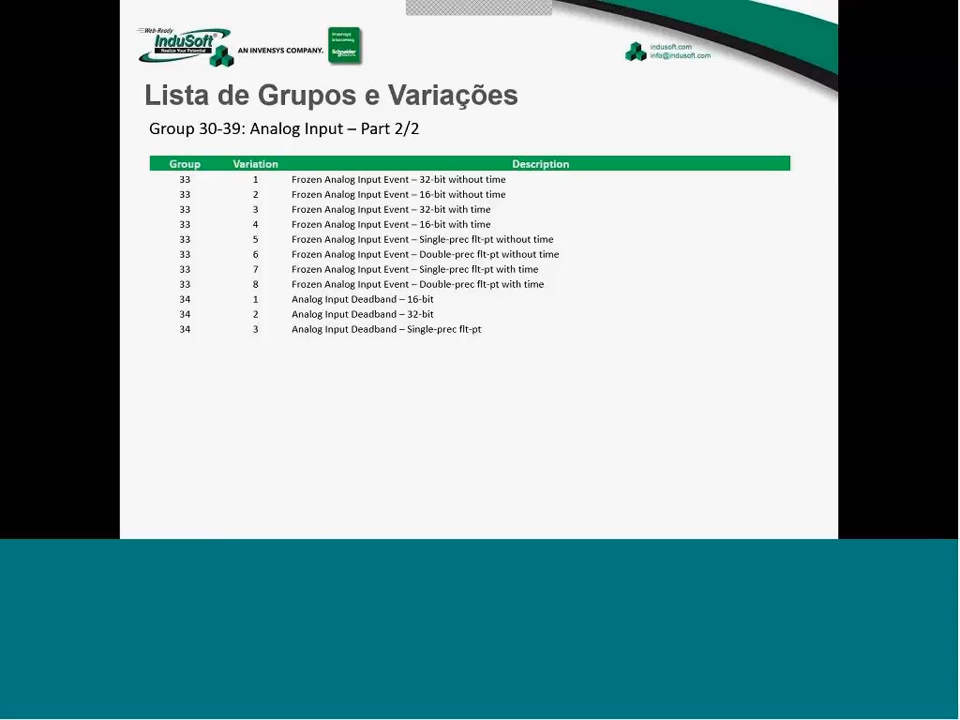 Web Ready
InduSoft
Realize Your Potential
AN INVENSYS COMPANY.
Schneider
indusoft.com
info@indusoft.com
Lista de Grupos e Variações
Group 30-39: Analog Input – Part 2/2
Group Variation Description
33 1 Frozen Analog Input Event – 32-bit without time
33 2 Frozen Analog Input Event – 16-bit without time
33 3 Frozen Analog Input Event – 32-bit with time
33 4 Frozen Analog Input Event – 16-bit with time
33 5 Frozen Analog Input Event – Single-prec flt-pt without time
33 6 Frozen Analog Input Event – Double-prec flt-pt without time
33 7 Frozen Analog Input Event – Single-prec flt-pt with time
33 8 Frozen Analog Input Event – Double-prec flt-pt with time
34 1 Analog Input Deadband – 16-bit
34 2 Analog Input Deadband – 32-bit
34 3 Analog Input Deadband – Single-prec flt-pt